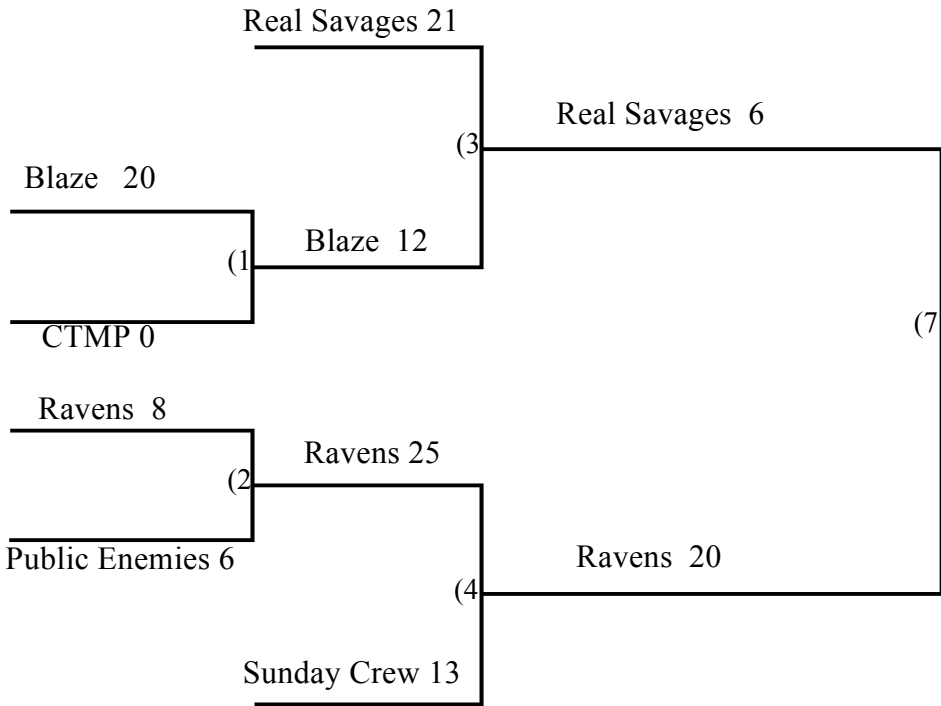 Real Savages 21
Real Savages 6
(3
Blaze 20
Blaze 12
(1
CTMP 0
(7
Ravens 8
Ravens 25
(2
Public Enemies 6
Ravens 20
(4
Sunday Crew 13